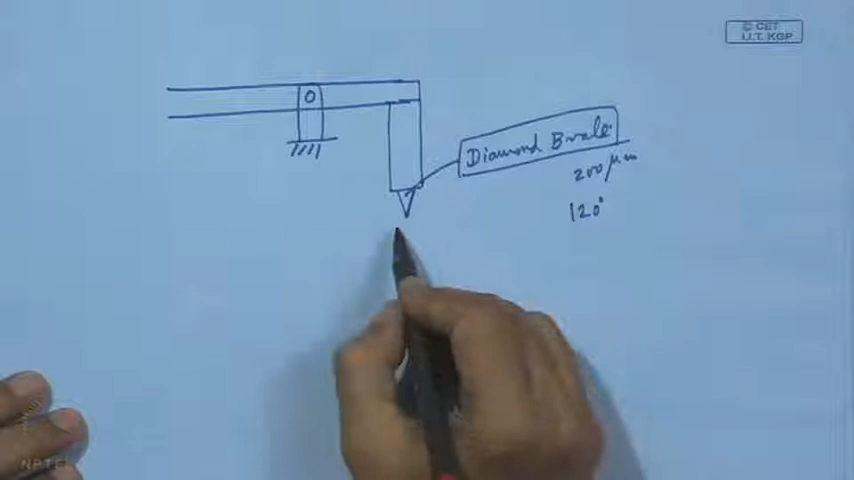 © CET
I.I.T. KGP
Diamond Brale
200 μm
120°
NPTEL